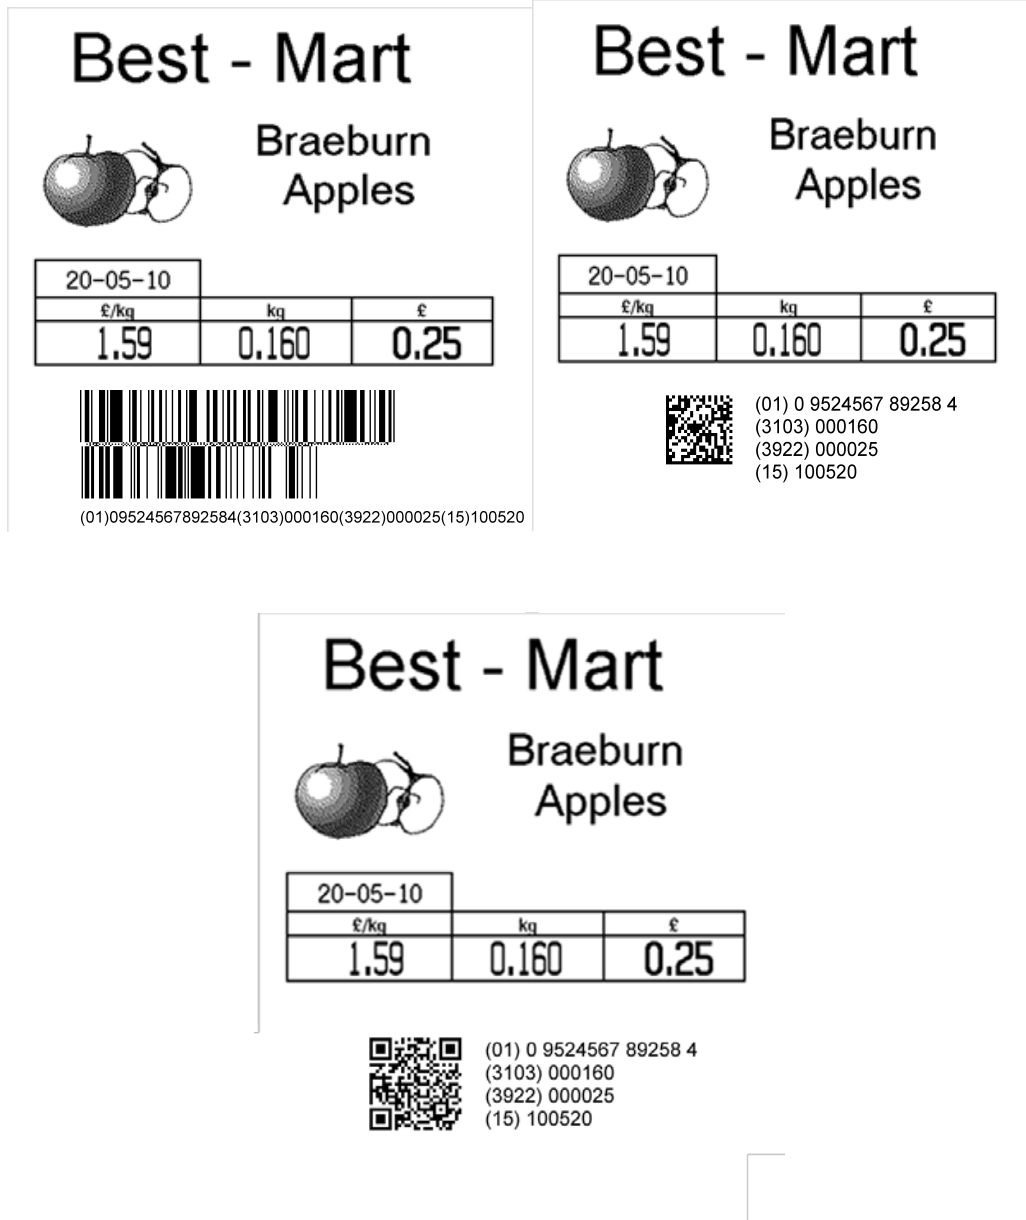 Best - Mart
Braeburn
Apples
20-05-10
£/kg kg £
1.59 0.160 0.25
(01)09524567892584(3103)000160(3922)000025(15)100520
Best - Mart
Braeburn
Apples
20-05-10
£/kg kg £
1.59 0.160 0.25
(01) 0 9524567 89258 4
(3103) 000160
(3922) 000025
(15) 100520
Best - Mart
Braeburn
Apples
20-05-10
£/kg kg £
1.59 0.160 0.25
(01) 0 9524567 89258 4
(3103) 000160
(3922) 000025
(15) 100520